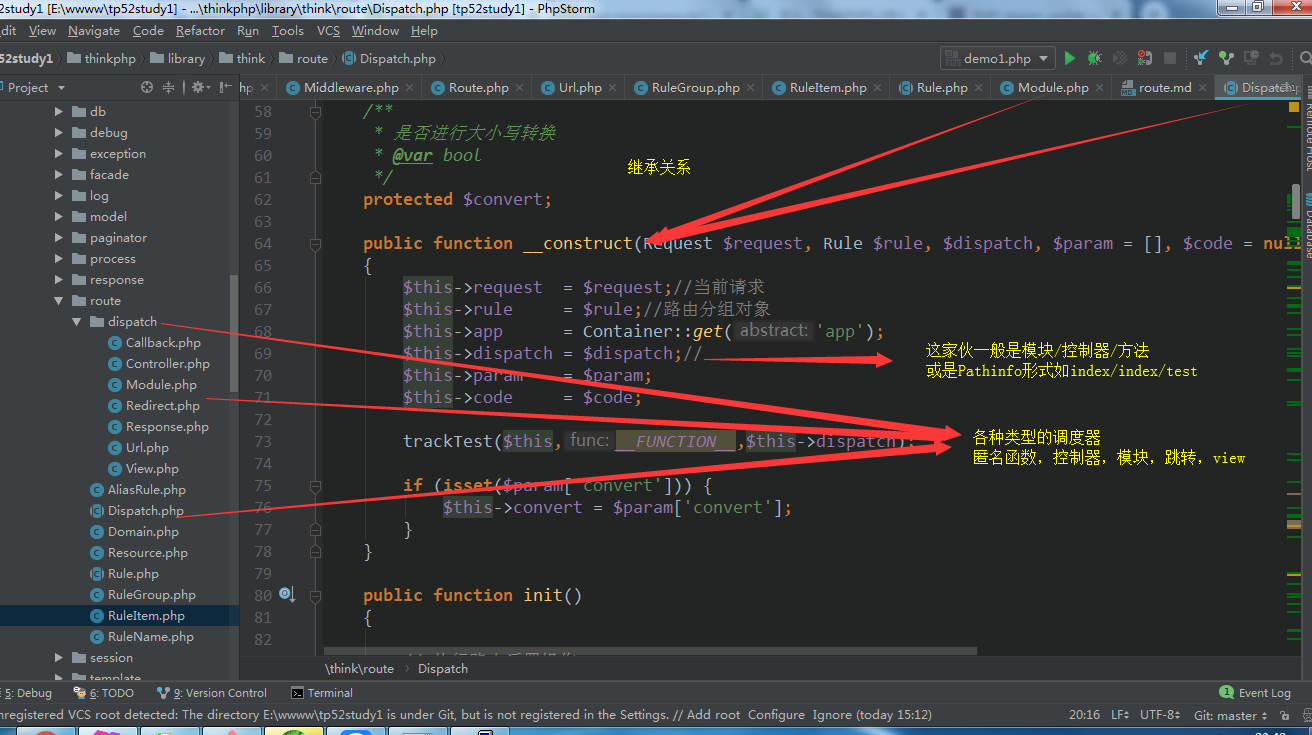 52study1 [E:\wwww\tp52study1] - ...\thinkphp\library\think\route\Dispatch.php [tp52study1] - PhpStorm
dit View Navigate Code Refactor Run Tools VCS Window Help
52study1 thinkphp library think route Dispatch.php demo1.php
Project
hp Middleware.php Route.php Url.php RuleGroup.php RuleItem.php Rule.php Module.php route.md Dispatch
db
debug
exception
facade
log
model
paginator
process
response
route
dispatch
Callback.php
Controller.php
Module.php
Redirect.php
Response.php
Url.php
View.php
AliasRule.php
Dispatch.php
Domain.php
Resource.php
Rule.php
RuleGroup.php
RuleItem.php
RuleName.php
session
template
58 /**
59 * 是否进行大小写转换
60 * @var bool
61 */
62 protected $convert;
63
64 public function __construct(Request $request, Rule $rule, $dispatch, $param = [], $code = null
65 {
66 $this->request = $request;//当前请求
67 $this->rule = $rule;//路由分组对象
68 $this->app = Container::get( abstract: 'app');
69 $this->dispatch = $dispatch;//
70 $this->param = $param;
71 $this->code = $code;
72
73 trackTest($this, func: __FUNCTION__,$this->dispatch);
74
75 if (isset($param['convert'])) {
76 $this->convert = $param['convert'];
77 }
78 }
79
80 public function init()
81 {
82
继承关系
这家伙一般是模块/控制器/方法
或是Pathinfo形式如index/index/test
各种类型的调度器
匿名函数，控制器，模块，跳转，view
Remote Host
Database
\think\route › Dispatch
5: Debug 6: TODO 9: Version Control Terminal 1 Event Log
nregistered VCS root detected: The directory E:\wwww\tp52study1 is under Git, but is not registered in the Settings. // Add root Configure Ignore (today 15:12) 20:16 LF UTF-8 Git: master